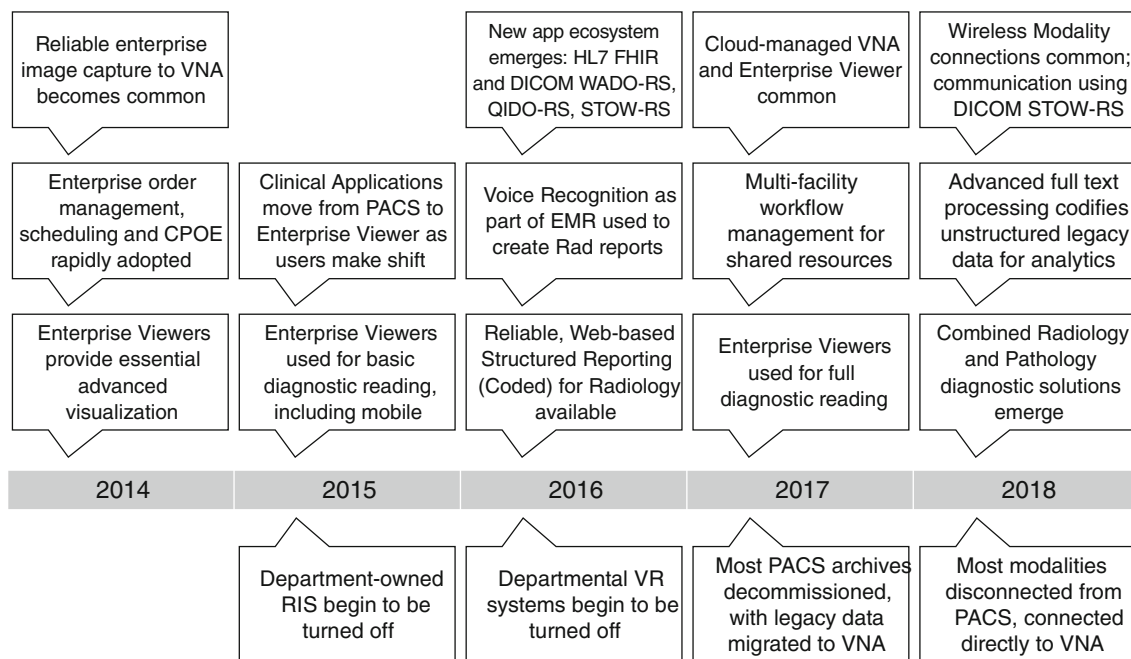 Reliable enterprise
image capture to VNA
becomes common
New app ecosystem
emerges: HL7 FHIR
and DICOM WADO-RS,
QIDO-RS, STOW-RS
Cloud-managed VNA
and Enterprise Viewer
common
Wireless Modality
connections common;
communication using
DICOM STOW-RS
Enterprise order
management,
scheduling and CPOE
rapidly adopted
Clinical Applications
move from PACS to
Enterprise Viewer as
users make shift
Voice Recognition as
part of EMR used to
create Rad reports
Multi-facility
workflow
management for
shared resources
Advanced full text
processing codifies
unstructured legacy
data for analytics
Enterprise Viewers
provide essential
advanced
visualization
Enterprise Viewers
used for basic
diagnostic reading,
including mobile
Reliable, Web-based
Structured Reporting
(Coded) for Radiology
available
Enterprise Viewers
used for full
diagnostic reading
Combined Radiology
and Pathology
diagnostic solutions
emerge
2014
2015
2016
2017
2018
Department-owned
RIS begin to be
turned off
Departmental VR
systems begin to be
turned off
Most PACS archives
decommissioned,
with legacy data
migrated to VNA
Most modalities
disconnected from
PACS, connected
directly to VNA